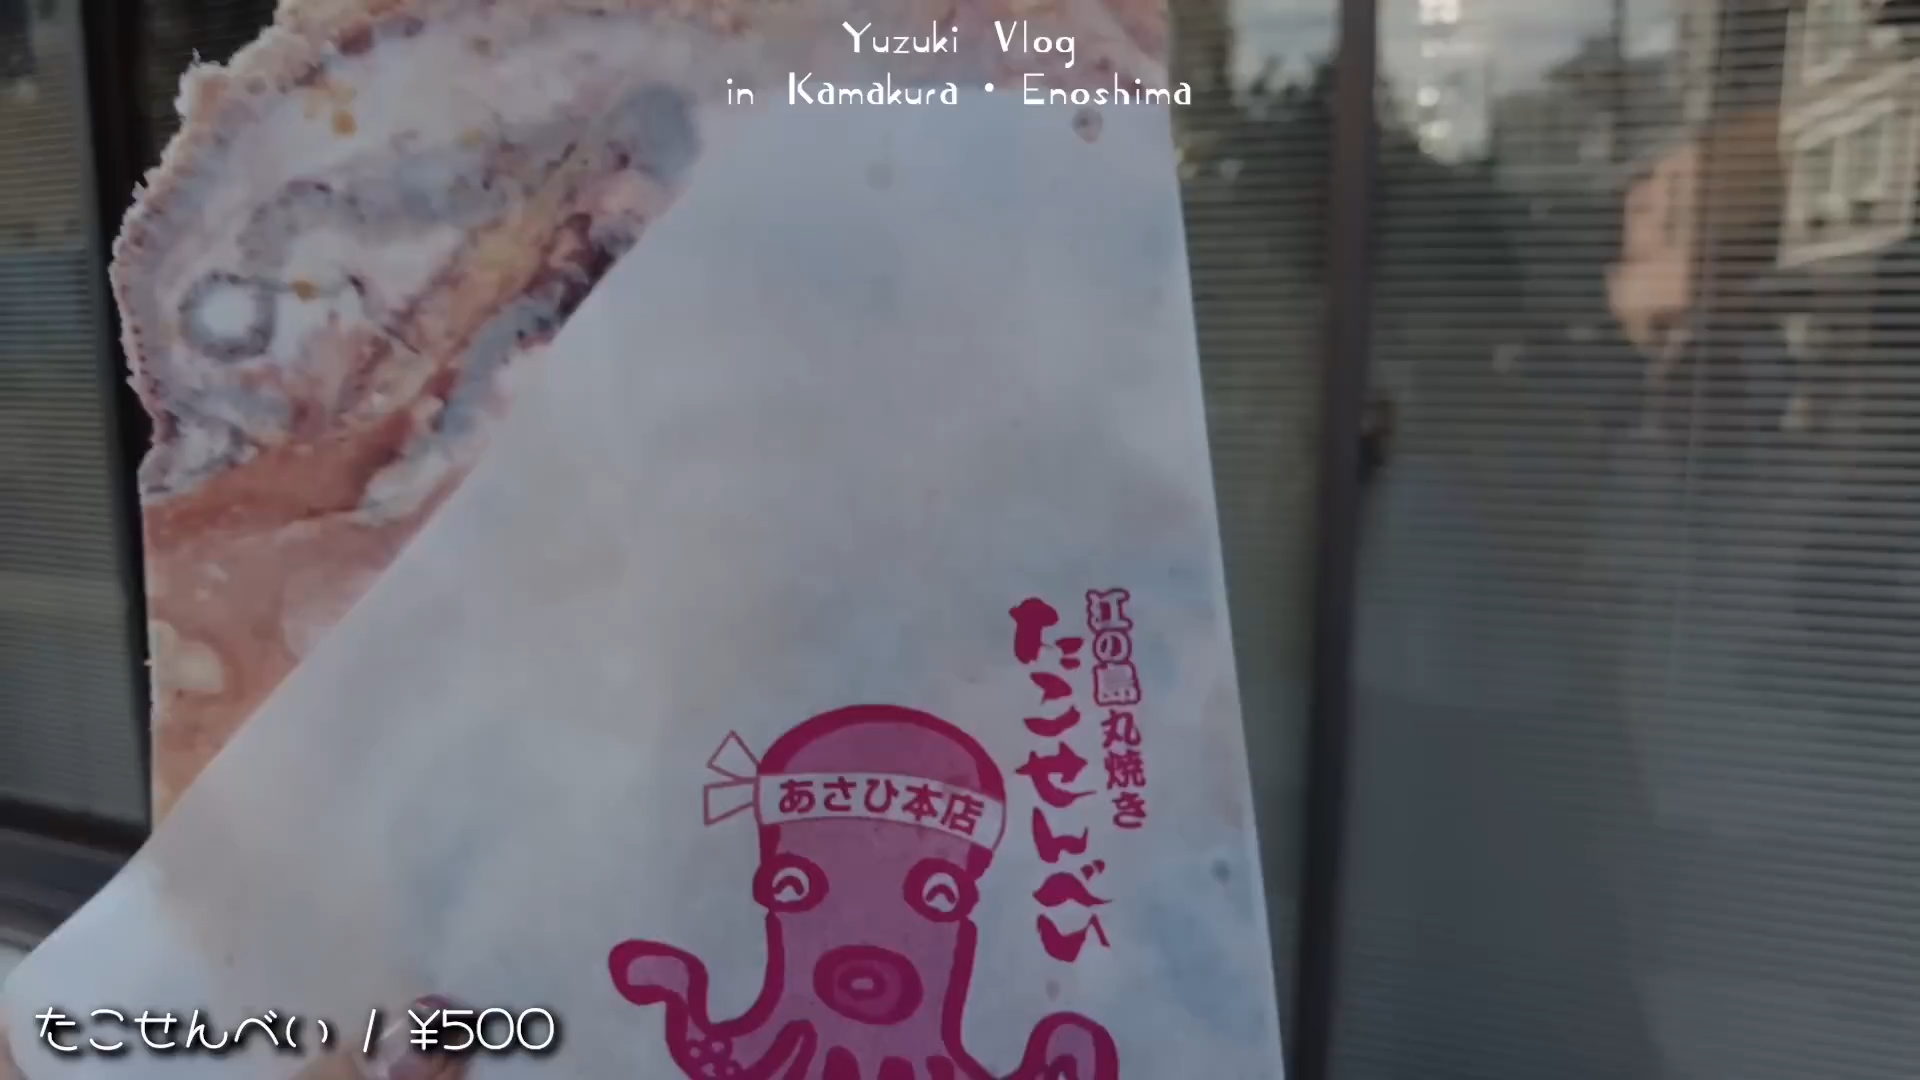 Yuzuki Vlog
in Kamakura • Enoshima
江の島丸焼き
たこせんべい
あさひ本店
たこせんべい / ¥500